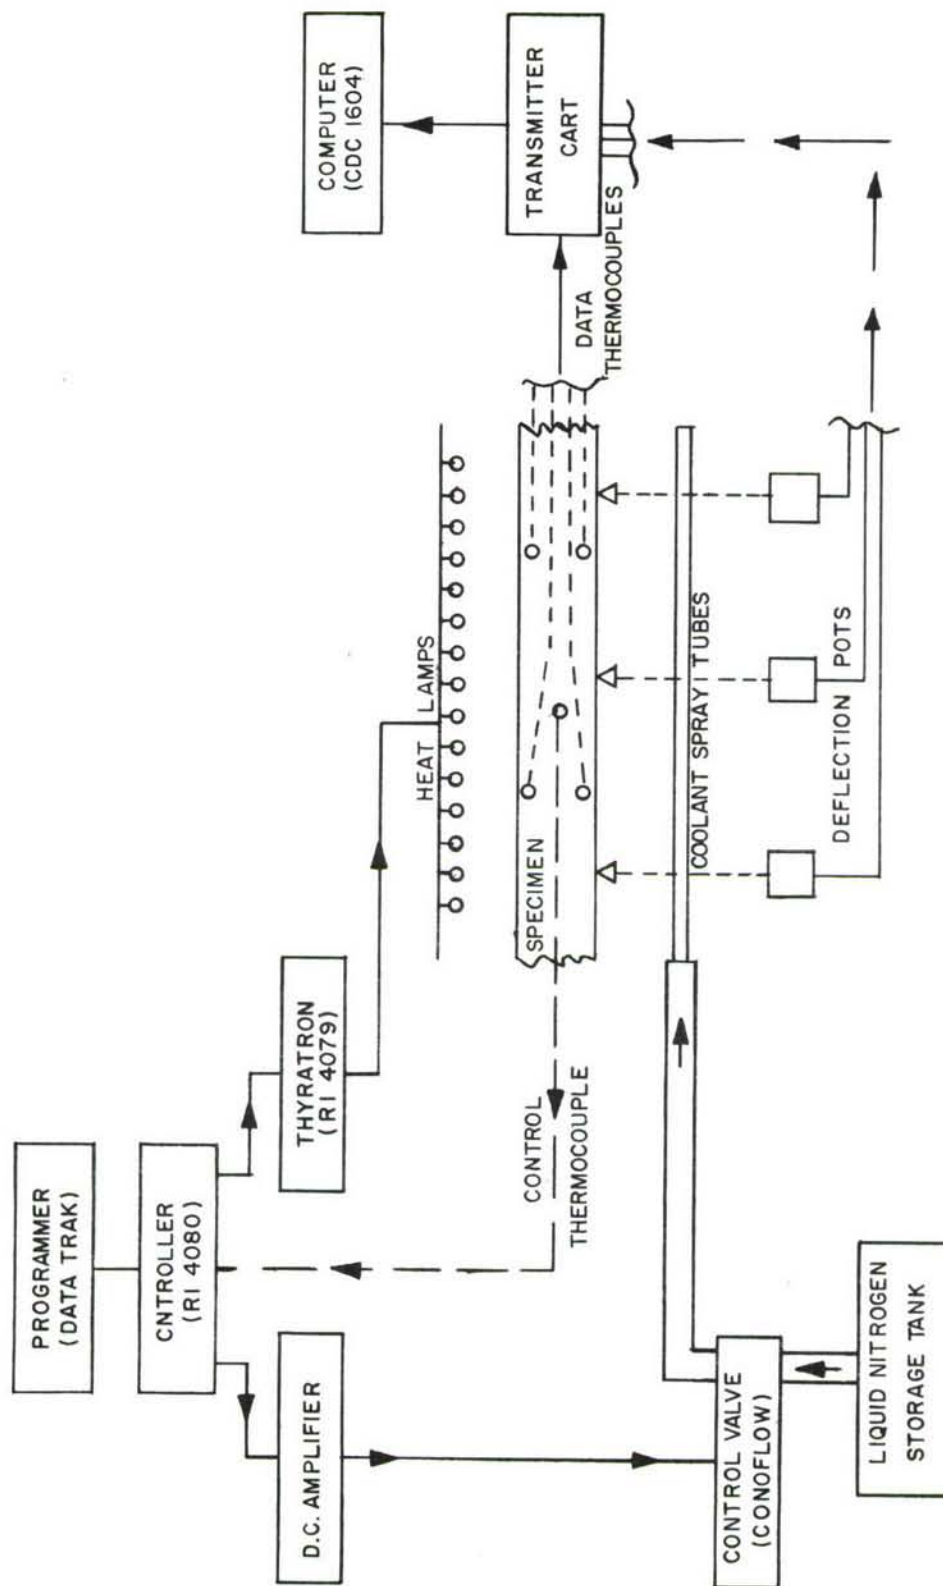 PROGRAMMER
(DATA TRAK)
CNTROLLER
(RI 4080)
D.C. AMPLIFIER
THYRATRON
(RI 4079)
HEAT LAMPS
COMPUTER
(CDC 1604)
TRANSMITTER
CART
CONTROL
THERMOCOUPLE
SPECIMEN
DATA
THERMOCOUPLES
COOLANT SPRAY TUBES
DEFLECTION POTS
CONTROL VALVE
(CONOFLOW)
LIQUID NITROGEN
STORAGE TANK